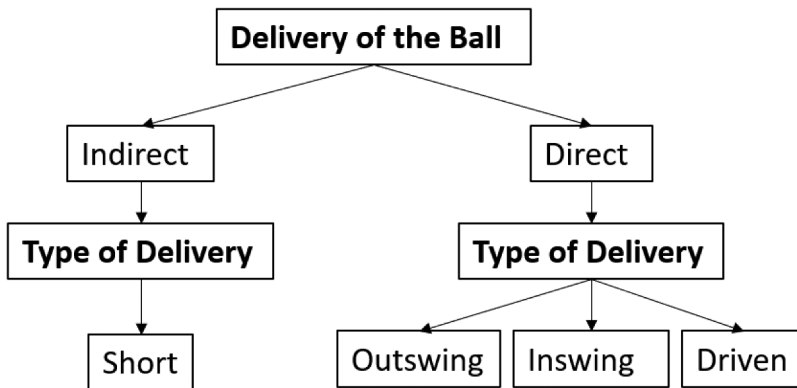 Delivery of the Ball
Indirect
Direct
Type of Delivery
Type of Delivery
Short
Outswing
Inswing
Driven